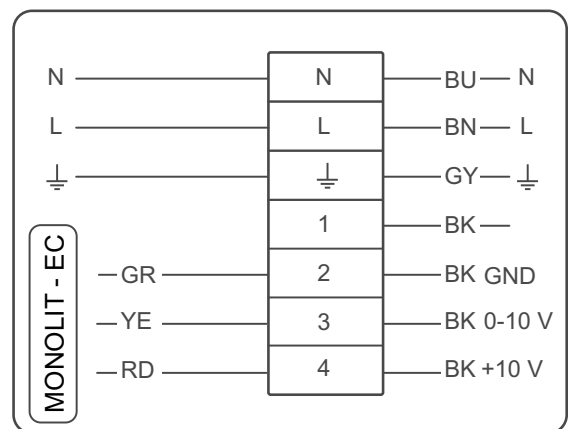 N N BU N
L L BN L
GY
1 BK
GR 2 BK GND
YE 3 BK 0-10 V
RD 4 BK +10 V
MONOLIT - EC